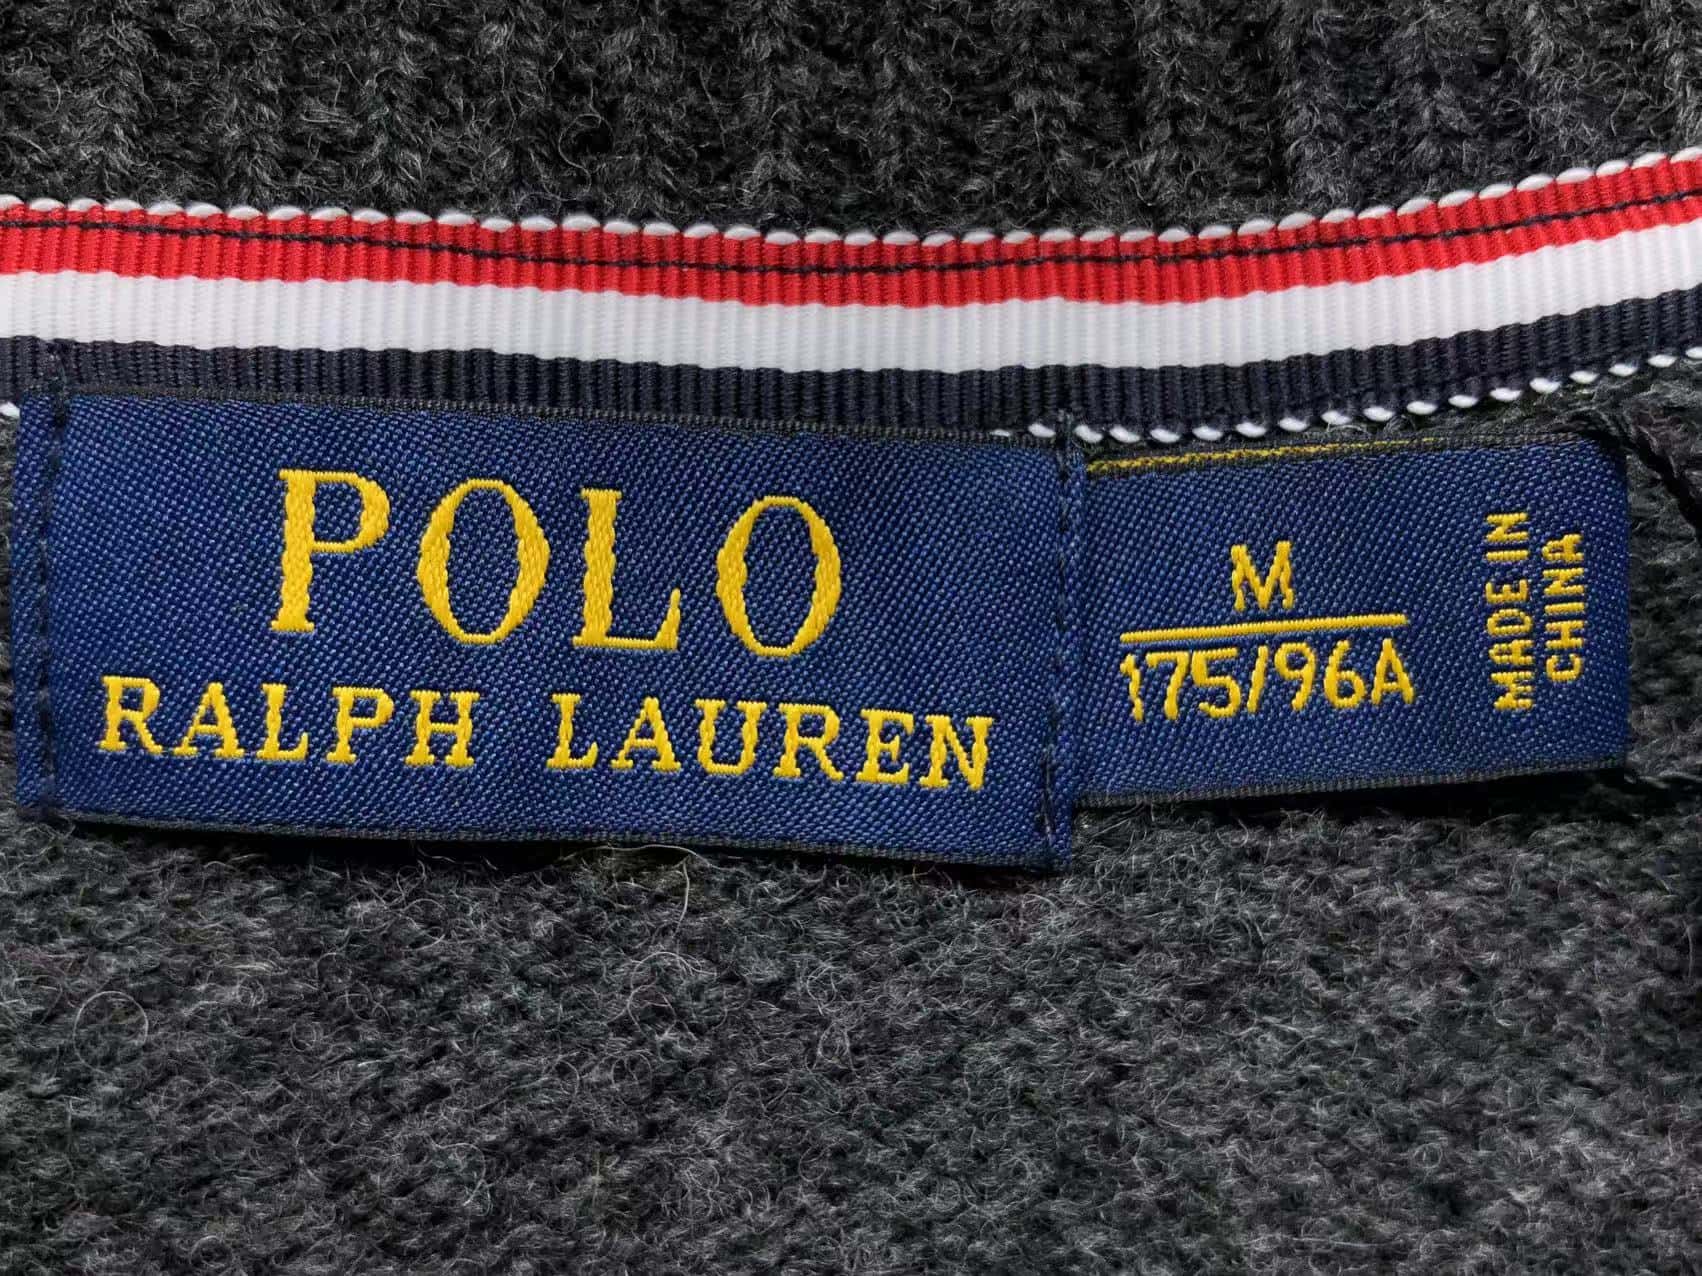 POLO
RALPH LAUREN
M
175/96A
MADE IN
CHINA